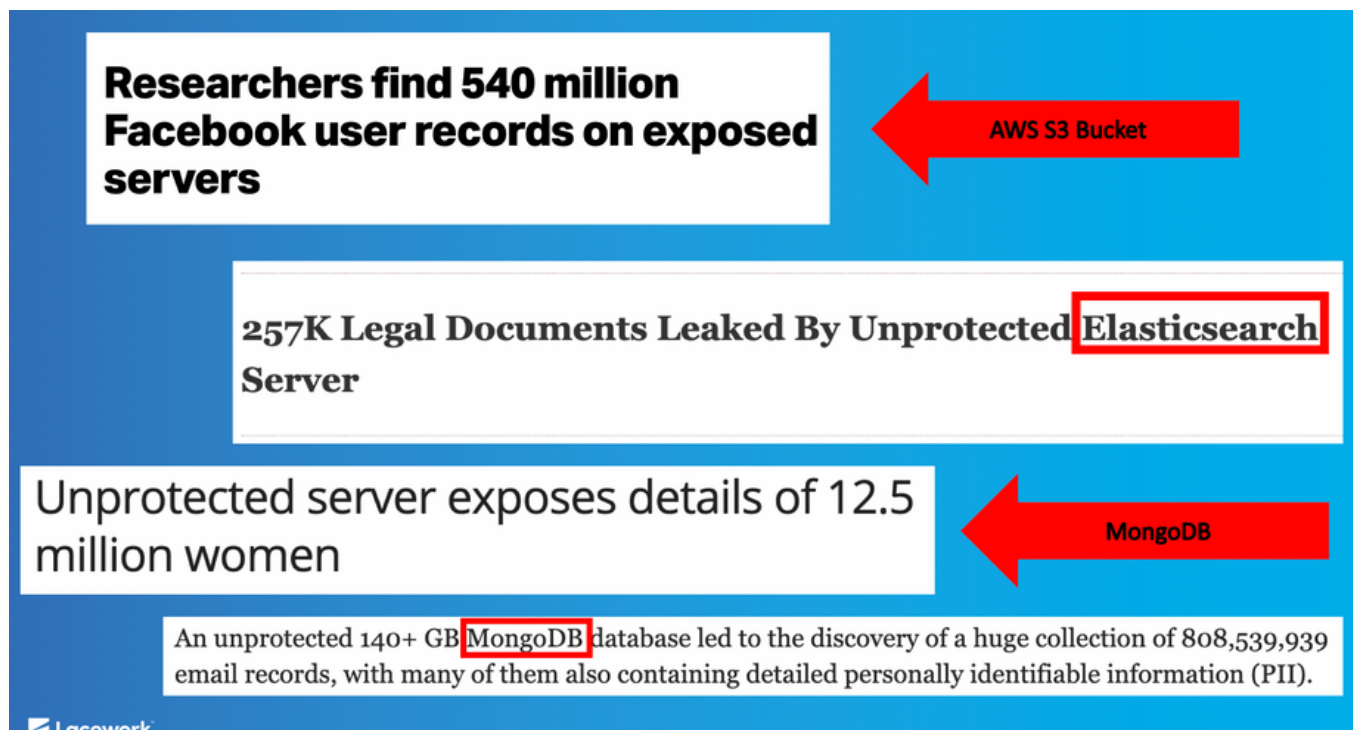 Researchers find 540 million
Facebook user records on exposed
servers
AWS S3 Bucket
257K Legal Documents Leaked By Unprotected Elasticsearch
Server
Unprotected server exposes details of 12.5
million women
MongoDB
An unprotected 140+ GB MongoDB database led to the discovery of a huge collection of 808,539,939
email records, with many of them also containing detailed personally identifiable information (PII).
Lacework